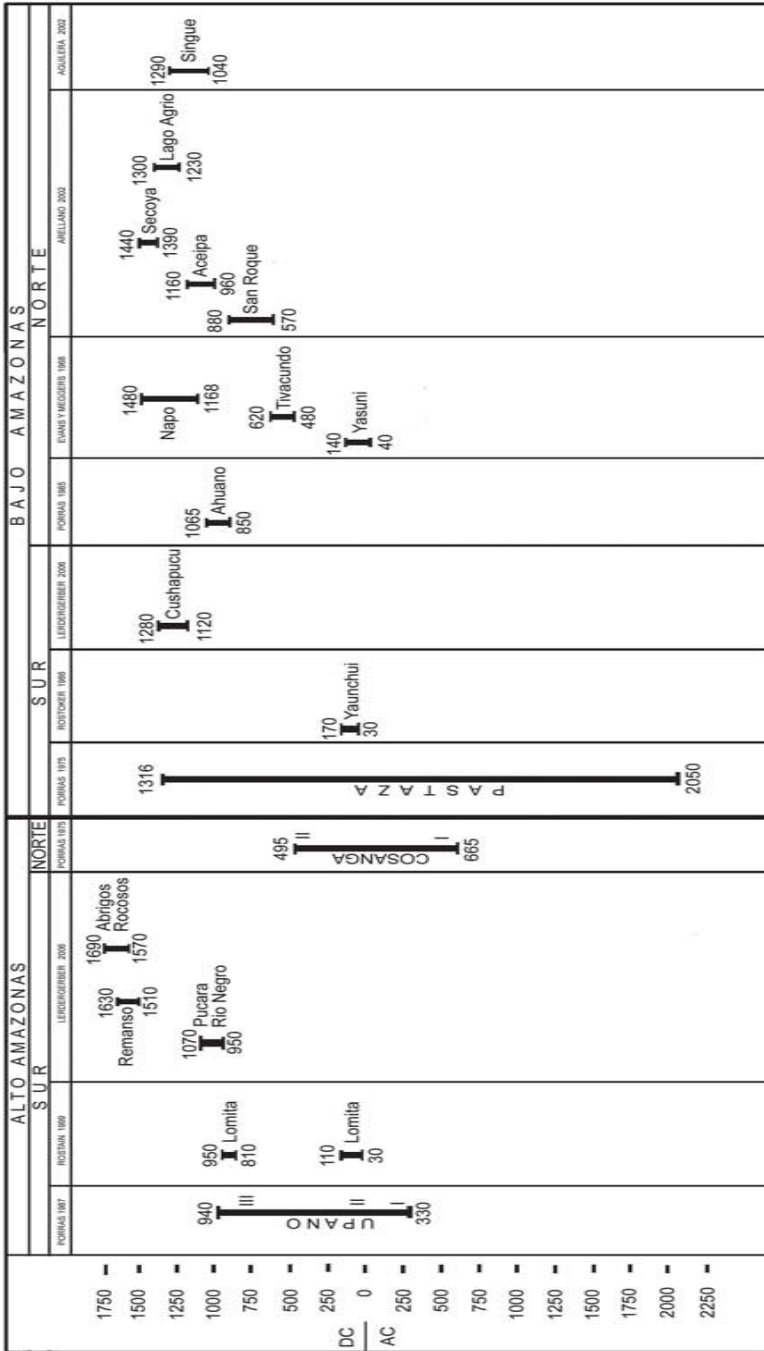 ALTO AMAZONAS
BAJO AMAZONAS
SUR
NORTE
SUR
NORTE
PORRAS 1987
ROSTAIN 1999
LERDERGERBER 2006
PORRAS 1975
PORRAS 1975
ROSTOKER 1986
LERDERGERBER 2006
PORRAS 1985
EVANS Y MEGGERS 1968
ARELLANO 2002
AGUILERA 2002
1750
1500
1250
1000
750
500
250
0
250
500
750
1000
1250
1500
1750
2000
2250
DC
AC
940
UPANO
III
II
I
330
950
Lomita
810
110
Lomita
30
1070
Pucara
Rio Negro
950
1630
Remanso
1510
1690
Abrigos
Rocosos
1570
495
COSANGA
II
I
665
1316
PASTAZA
2050
170
Yaunchui
30
1280
Cushapucu
1120
1065
Ahuano
850
1480
Napo
1168
620
Tivacundo
480
140
Yasuni
40
880
San Roque
570
1160
Aceipa
960
1440
Secoya
1390
1300
Lago Agrio
1230
1290
Singue
1040